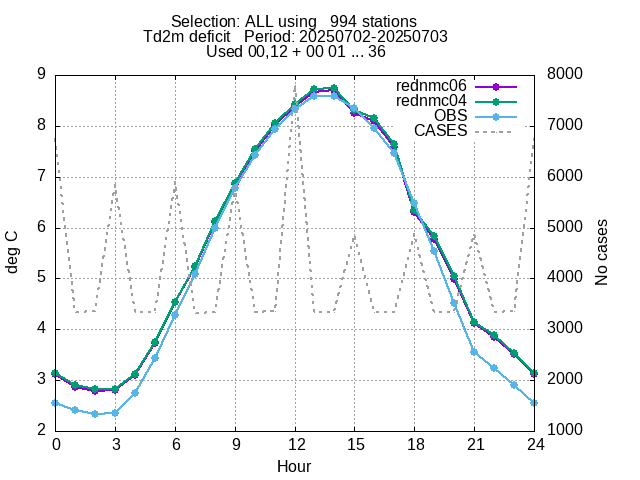 Selection: ALL using   994 stations
Td2m deficit   Period: 20250702-20250703
Used 00,12 + 00 01 ... 36
rednmc06
rednmc04
OBS
CASES
9
8
7
6
5
4
3
2
8000
7000
6000
5000
4000
3000
2000
1000
deg C
No cases
0 3 6 9 12 15 18 21 24
Hour